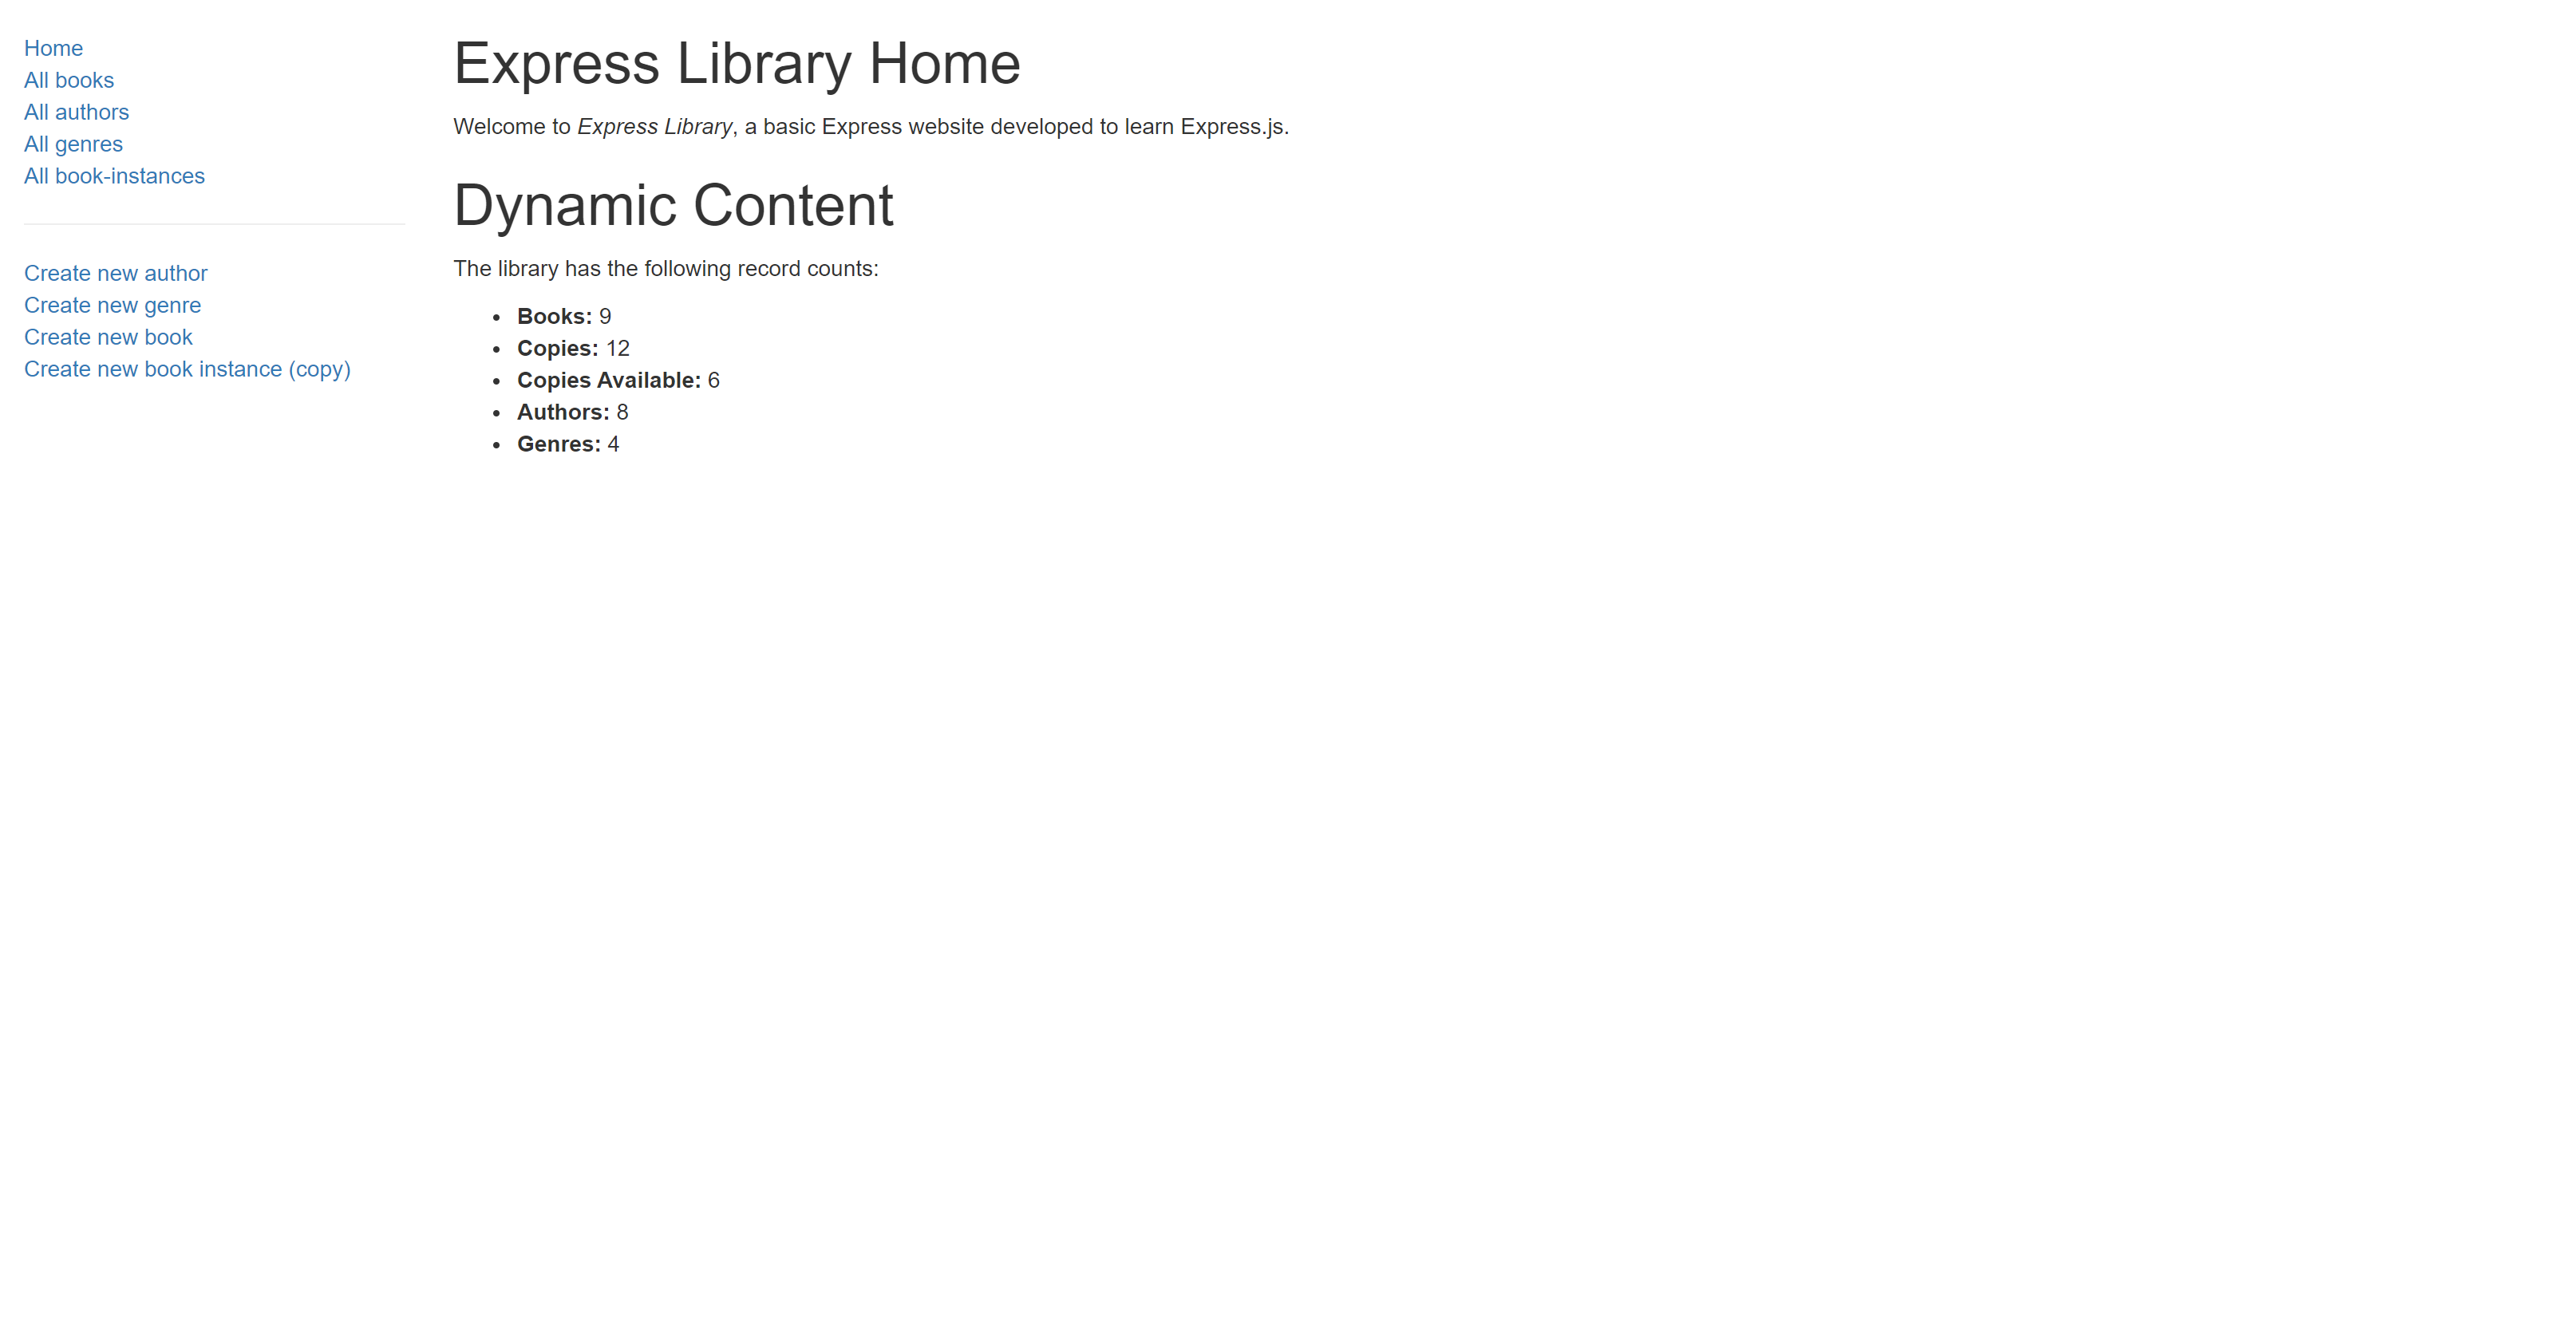 Home
All books
All authors
All genres
All book-instances
Create new author
Create new genre
Create new book
Create new book instance (copy)
Express Library Home
Welcome to Express Library, a basic Express website developed to learn Express.js.
Dynamic Content
The library has the following record counts:
Books: 9
Copies: 12
Copies Available: 6
Authors: 8
Genres: 4